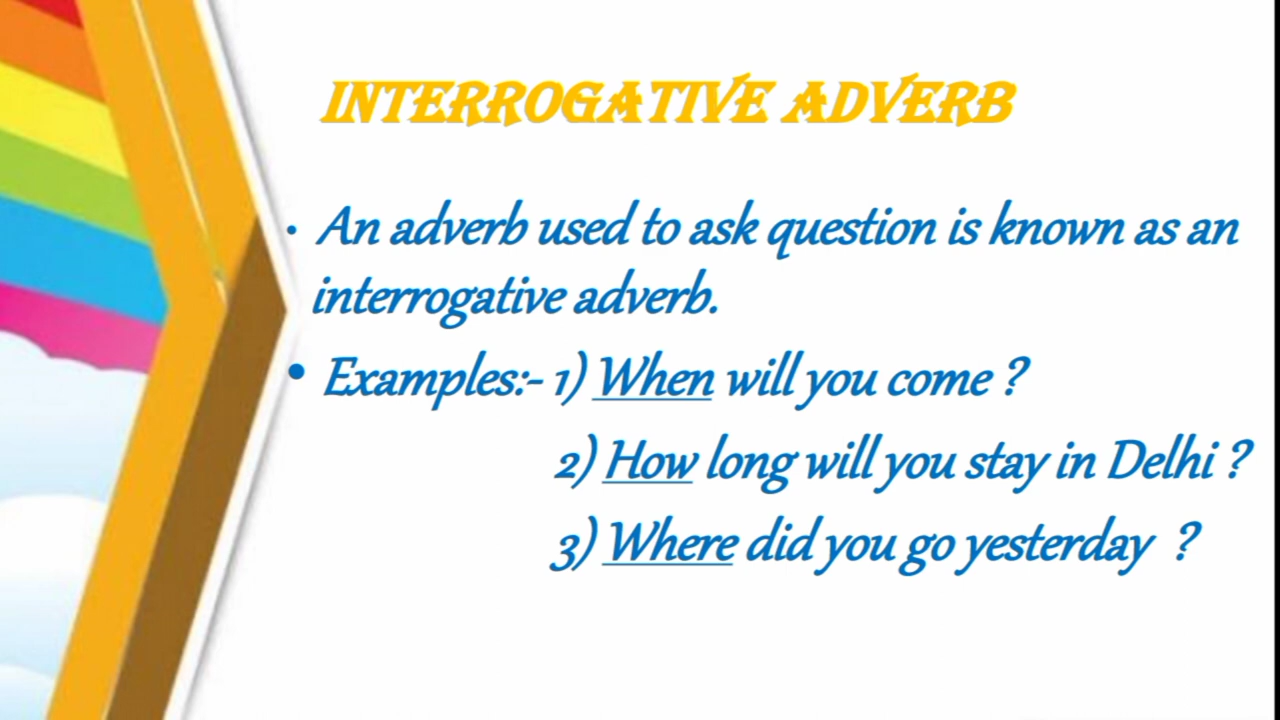 INTERROGATIVE ADVERB
• An adverb used to ask question is known as an
interrogative adverb.
• Examples:- 1) When will you come ?
2) How long will you stay in Delhi ?
3) Where did you go yesterday ?